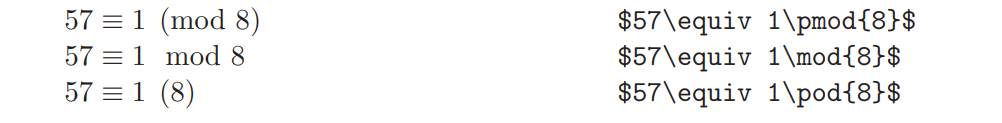 57 ≡ 1 (mod 8) $57\equiv 1\pmod{8}$
57 ≡ 1 mod 8 $57\equiv 1\mod{8}$
57 ≡ 1 (8) $57\equiv 1\pod{8}$